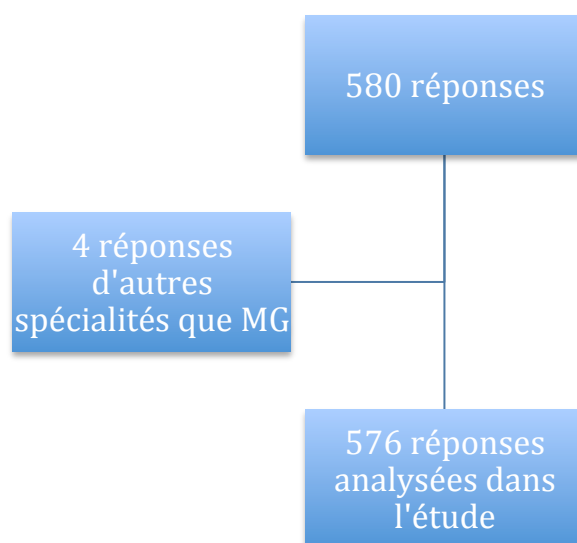 580 réponses
4 réponses
d'autres
spécialités que MG
576 réponses
analysées dans
l'étude